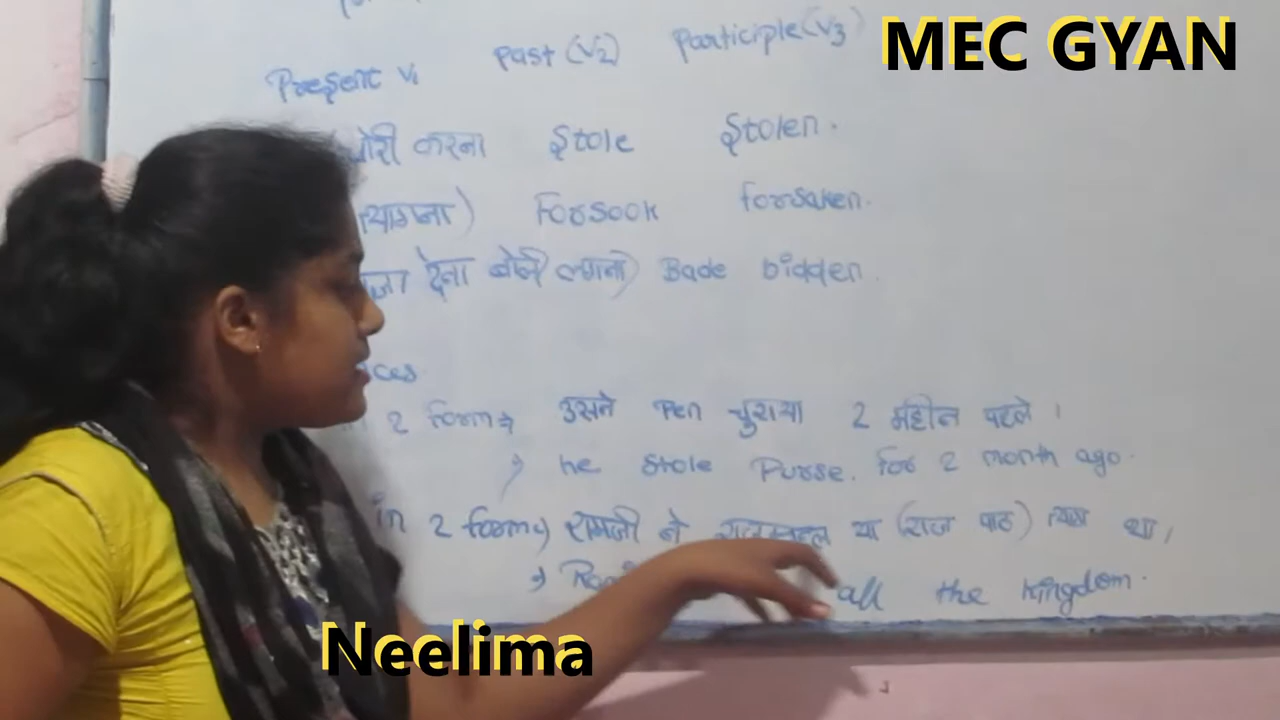 MEC GYAN
Present V1 Past (V2) Participle (V3)
करना Stole Stolen.
Forsook forsaken.
देना बोली लगाना) Bade bidden.
ces
2 form → उसने Pen चुराया 2 महीने पहले ।
→ he Stole Purse. for 2 month ago.
in 2 form → रामजी ने या (राज पाठ) त्याग था।
→ all the kingdom.
Neelima